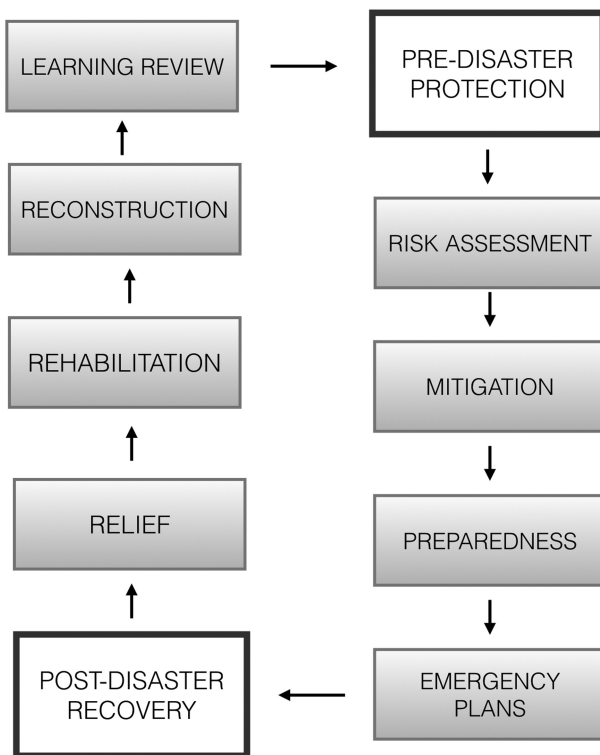 LEARNING REVIEW
PRE-DISASTER
PROTECTION
RECONSTRUCTION
RISK ASSESSMENT
REHABILITATION
MITIGATION
RELIEF
PREPAREDNESS
POST-DISASTER
RECOVERY
EMERGENCY
PLANS